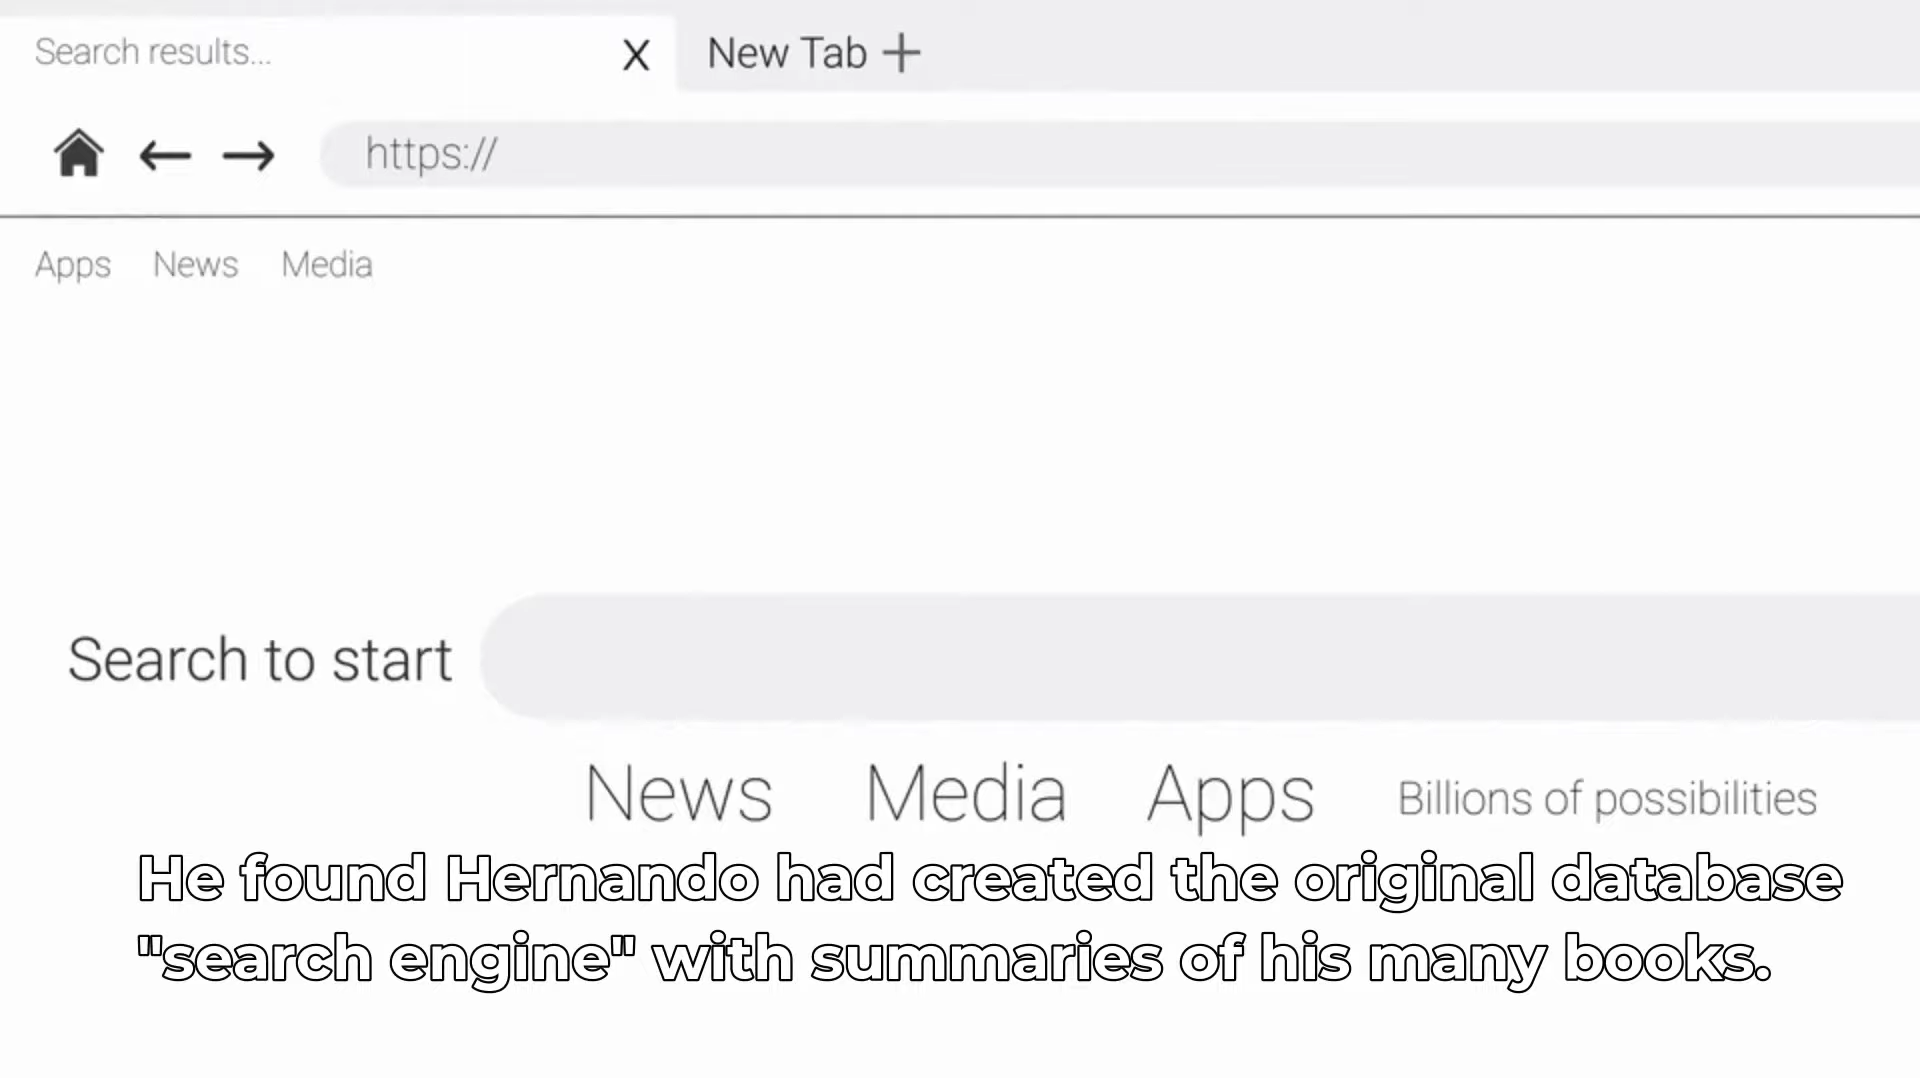 Search results...
X
New Tab +
https://
Apps News Media
Search to start
News Media Apps Billions of possibilities
He found Hernando had created the original database
"search engine" with summaries of his many books.